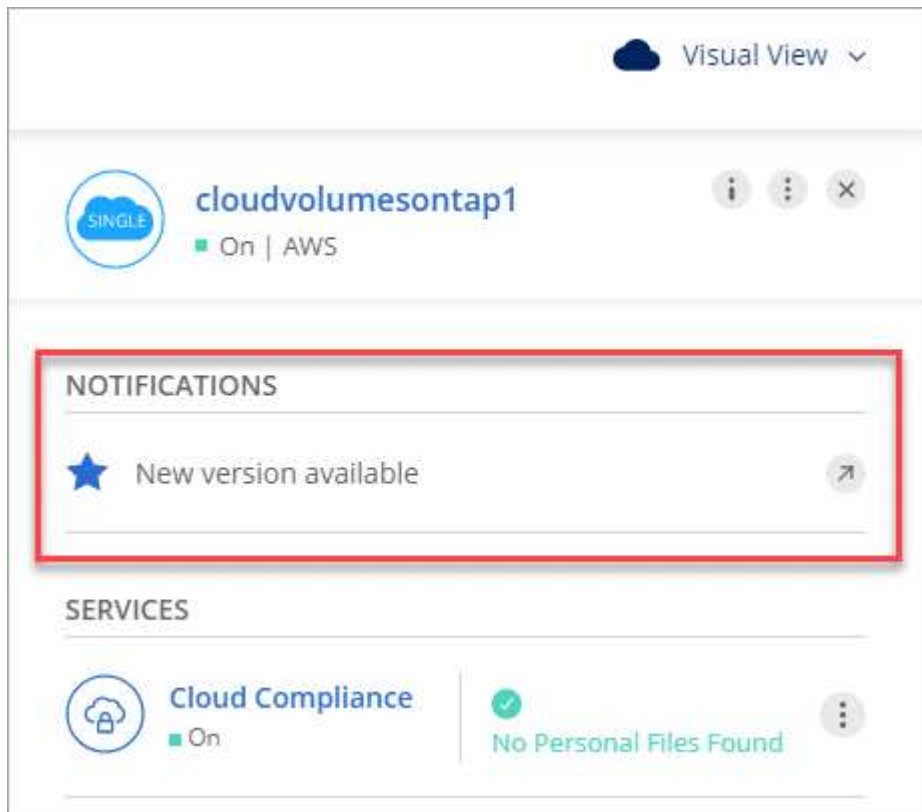 Visual View
SINGLE
cloudvolumesontap1
On | AWS
NOTIFICATIONS
New version available
SERVICES
Cloud Compliance
On
No Personal Files Found